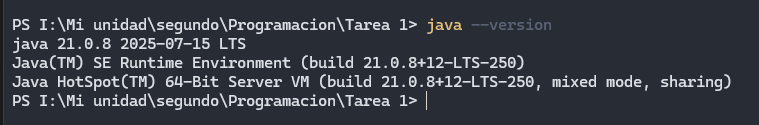 PS I:\Mi unidad\segundo\Programacion\Tarea 1> java --version
java 21.0.8 2025-07-15 LTS
Java(TM) SE Runtime Environment (build 21.0.8+12-LTS-250)
Java HotSpot(TM) 64-Bit Server VM (build 21.0.8+12-LTS-250, mixed mode, sharing)
PS I:\Mi unidad\segundo\Programacion\Tarea 1>